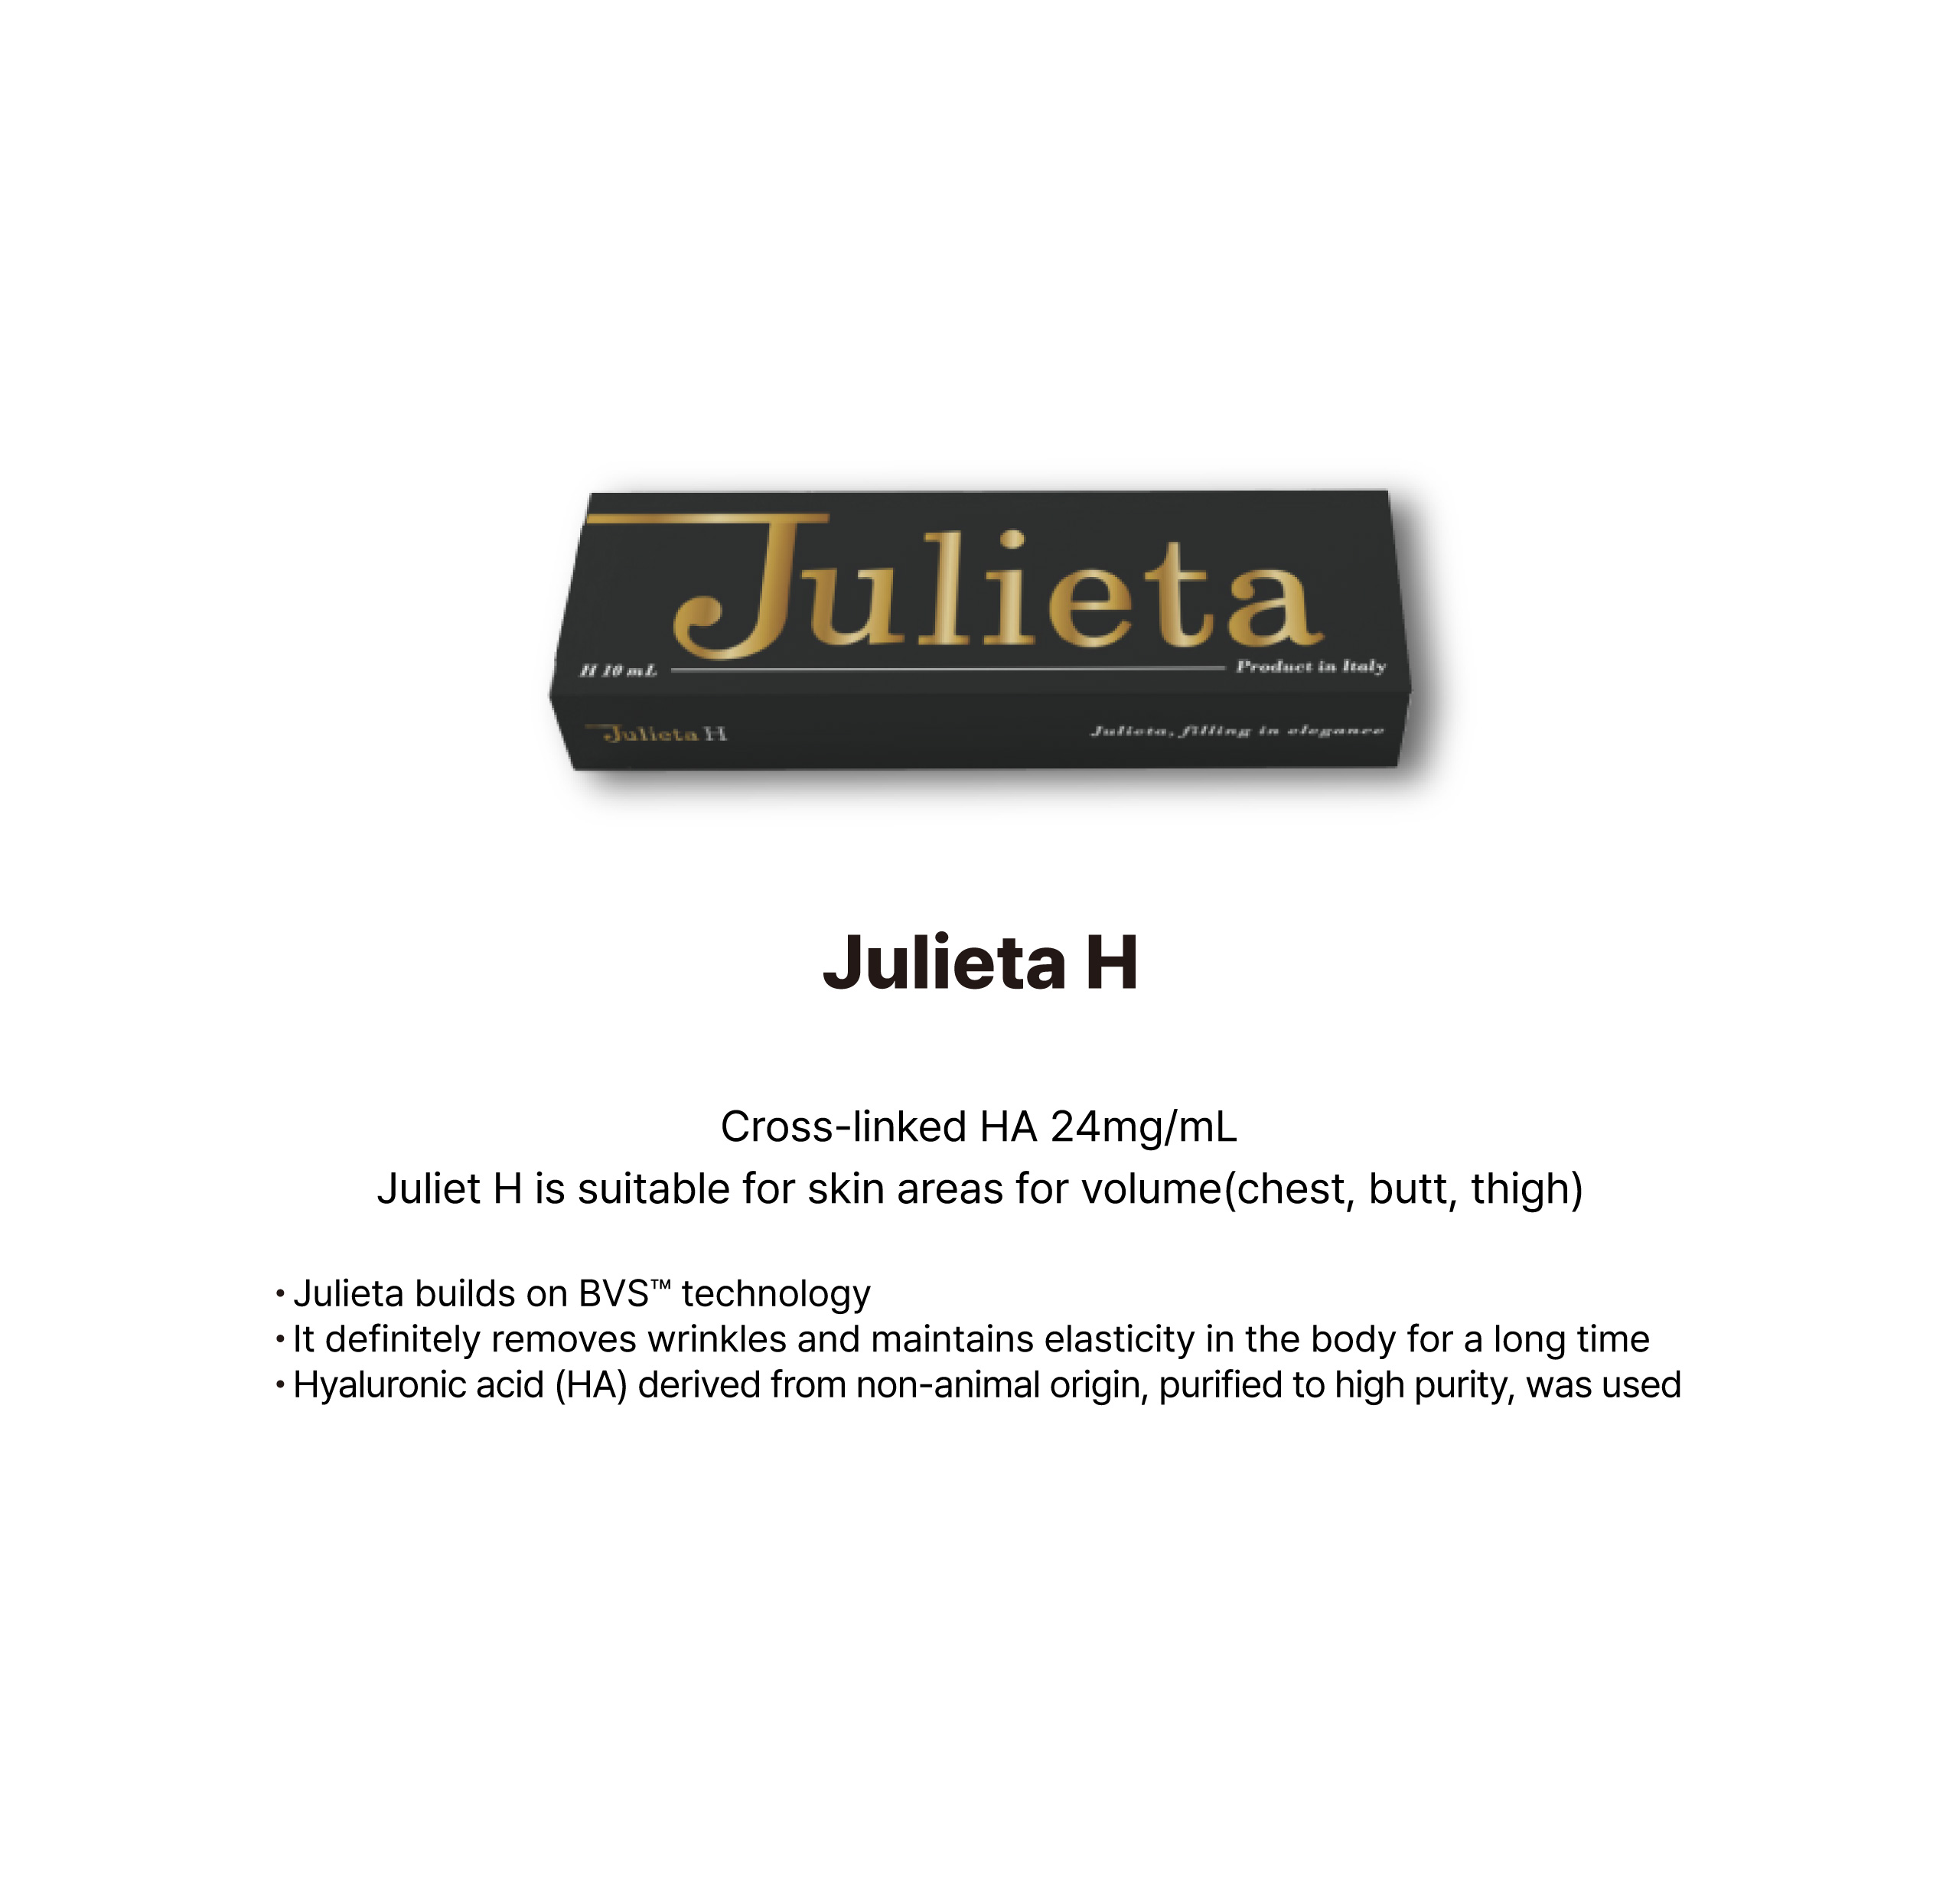 Julieta
H 10 mL
Product in Italy
Julieta H
Julieta, filling in elegance
Julieta H
Cross-linked HA 24mg/mL
Juliet H is suitable for skin areas for volume(chest, butt, thigh)
• Julieta builds on BVS™ technology
• It definitely removes wrinkles and maintains elasticity in the body for a long time
• Hyaluronic acid (HA) derived from non-animal origin, purified to high purity, was used